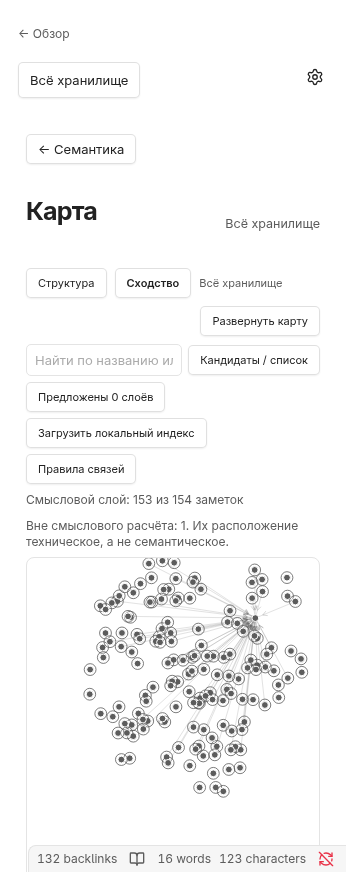 ← Обзор
Всё хранилище
← Семантика
Карта
Всё хранилище
Структура Сходство Всё хранилище
Развернуть карту
Найти по названию ил Кандидаты / список
Предложены 0 слоёв
Загрузить локальный индекс
Правила связей
Смысловой слой: 153 из 154 заметок
Вне смыслового расчёта: 1. Их расположение
техническое, а не семантическое.
132 backlinks 16 words 123 characters